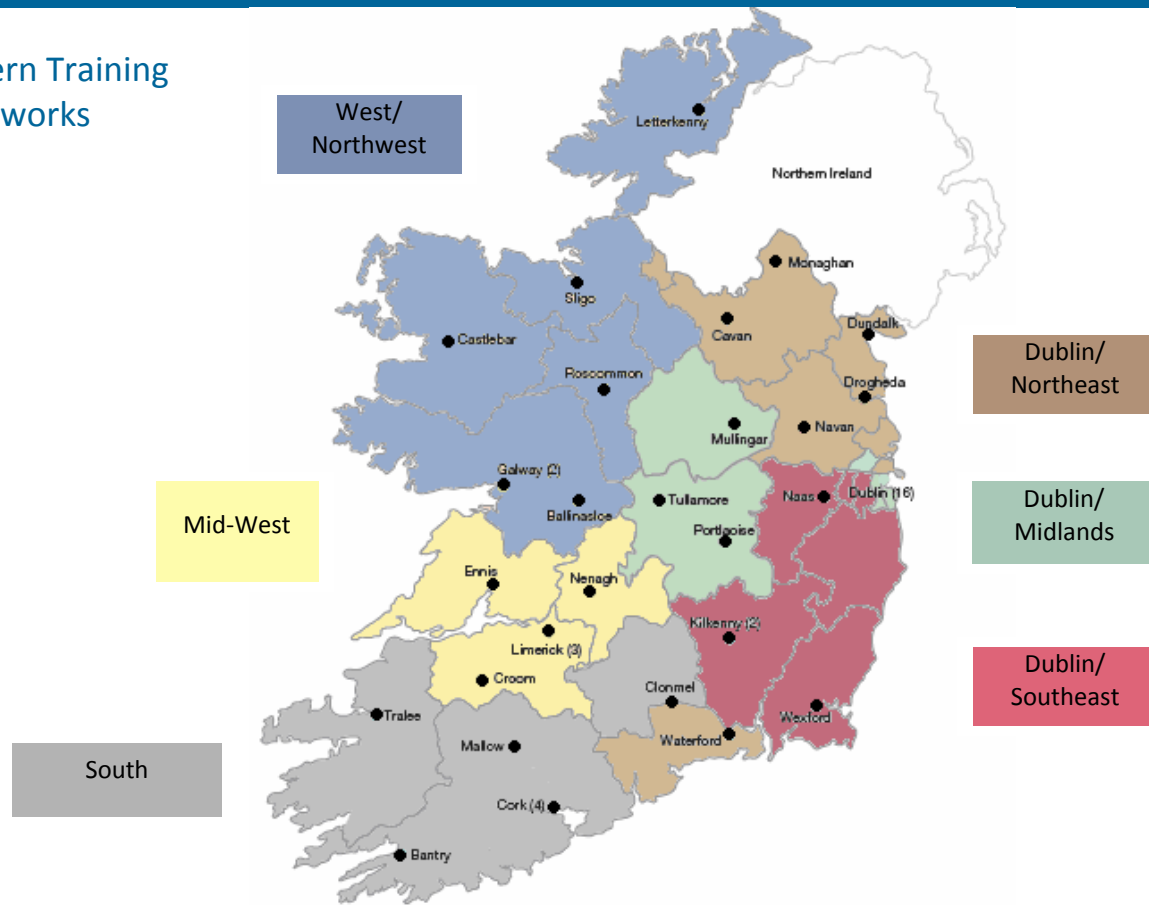 ern Training
works
West/
Northwest
Letterkenny
Northern Ireland
Monaghan
Sligo
Cavan
Dundalk
Castlebar
Dublin/
Northeast
Roscommon
Drogheda
Mullingar
Navan
Galway (2)
Mid-West
Ballinasloe
Tullamore
Naas
Dublin (16)
Dublin/
Midlands
Portlaoise
Ennis
Nenagh
Kilkenny (2)
Limerick (3)
Croom
Clonmel
Dublin/
Southeast
Tralee
Wexford
Mallow
Waterford
South
Cork (4)
Bantry